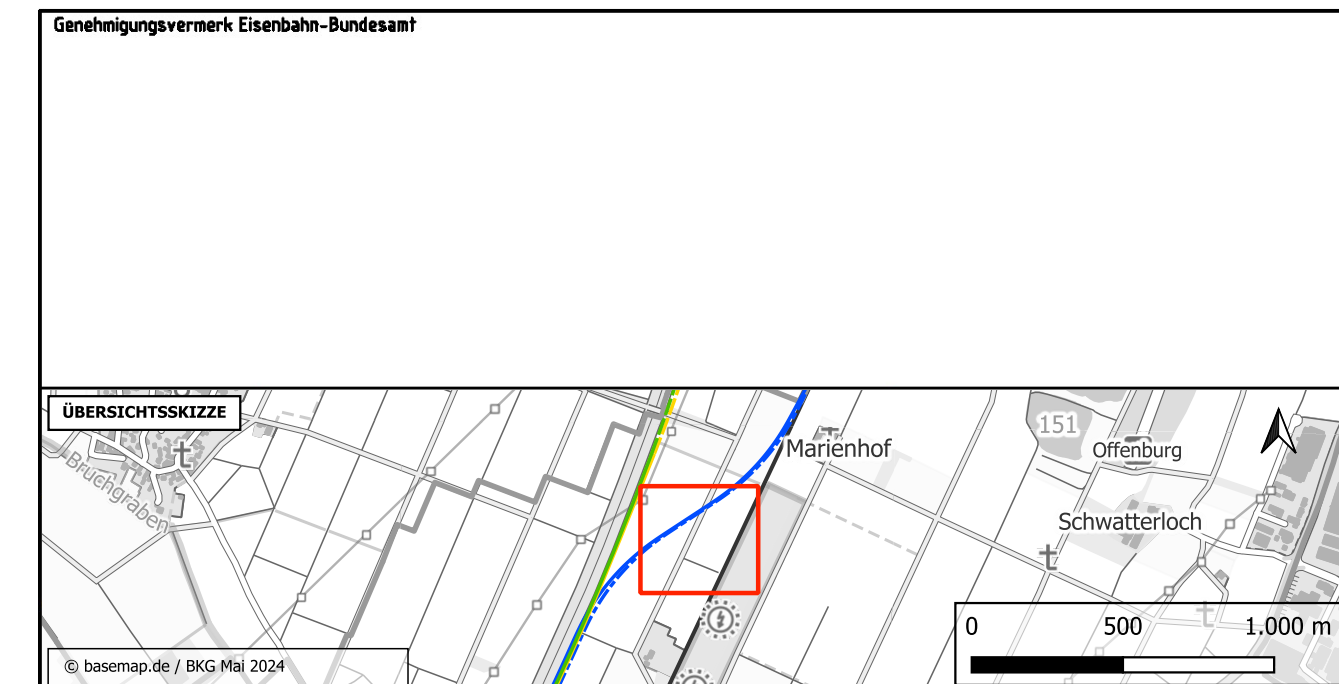 Genehmigungsvermerk Eisenbahn-Bundesamt
ÜBERSICHTSSKIZZE
Bruchgraben
Marienhof
151
Offenburg
Schwatterloch
0 500 1.000 m
© basemap.de / BKG Mai 2024